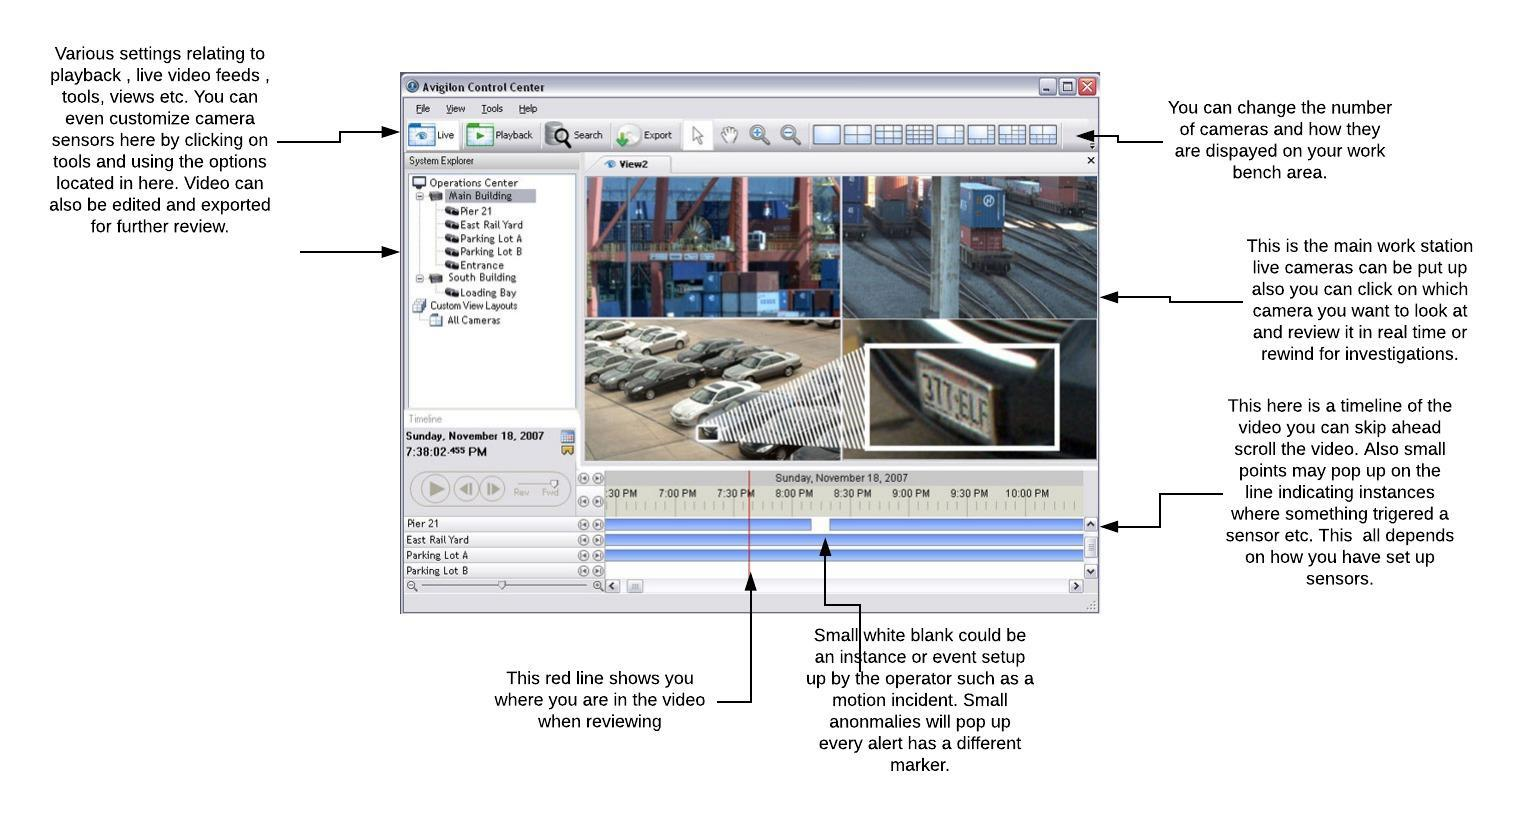 Various settings relating to
playback , live video feeds ,
tools, views etc. You can
even customize camera
sensors here by clicking on
tools and using the options
located in here. Video can
also be edited and exported
for further review.
Avigilon Control Center
File View Tools Help
Live Playback Search Export
System Explorer
View2
Operations Center
Main Building
Pier 21
East Rail Yard
Parking Lot A
Parking Lot B
Entrance
South Building
Loading Bay
Custom View Layouts
All Cameras
377·ELF
Timeline
Sunday, November 18, 2007
7:38:02.455 PM
Rev Fwd
Sunday, November 18, 2007
:30 PM 7:00 PM 7:30 PM 8:00 PM 8:30 PM 9:00 PM 9:30 PM 10:00 PM
Pier 21
East Rail Yard
Parking Lot A
Parking Lot B
You can change the number
of cameras and how they
are dispayed on your work
bench area.
This is the main work station
live cameras can be put up
also you can click on which
camera you want to look at
and review it in real time or
rewind for investigations.
This here is a timeline of the
video you can skip ahead
scroll the video. Also small
points may pop up on the
line indicating instances
where something trigered a
sensor etc. This  all depends
on how you have set up
sensors.
This red line shows you
where you are in the video
when reviewing
Small white blank could be
an instance or event setup
up by the operator such as a
motion incident. Small
anonmalies will pop up
every alert has a different
marker.